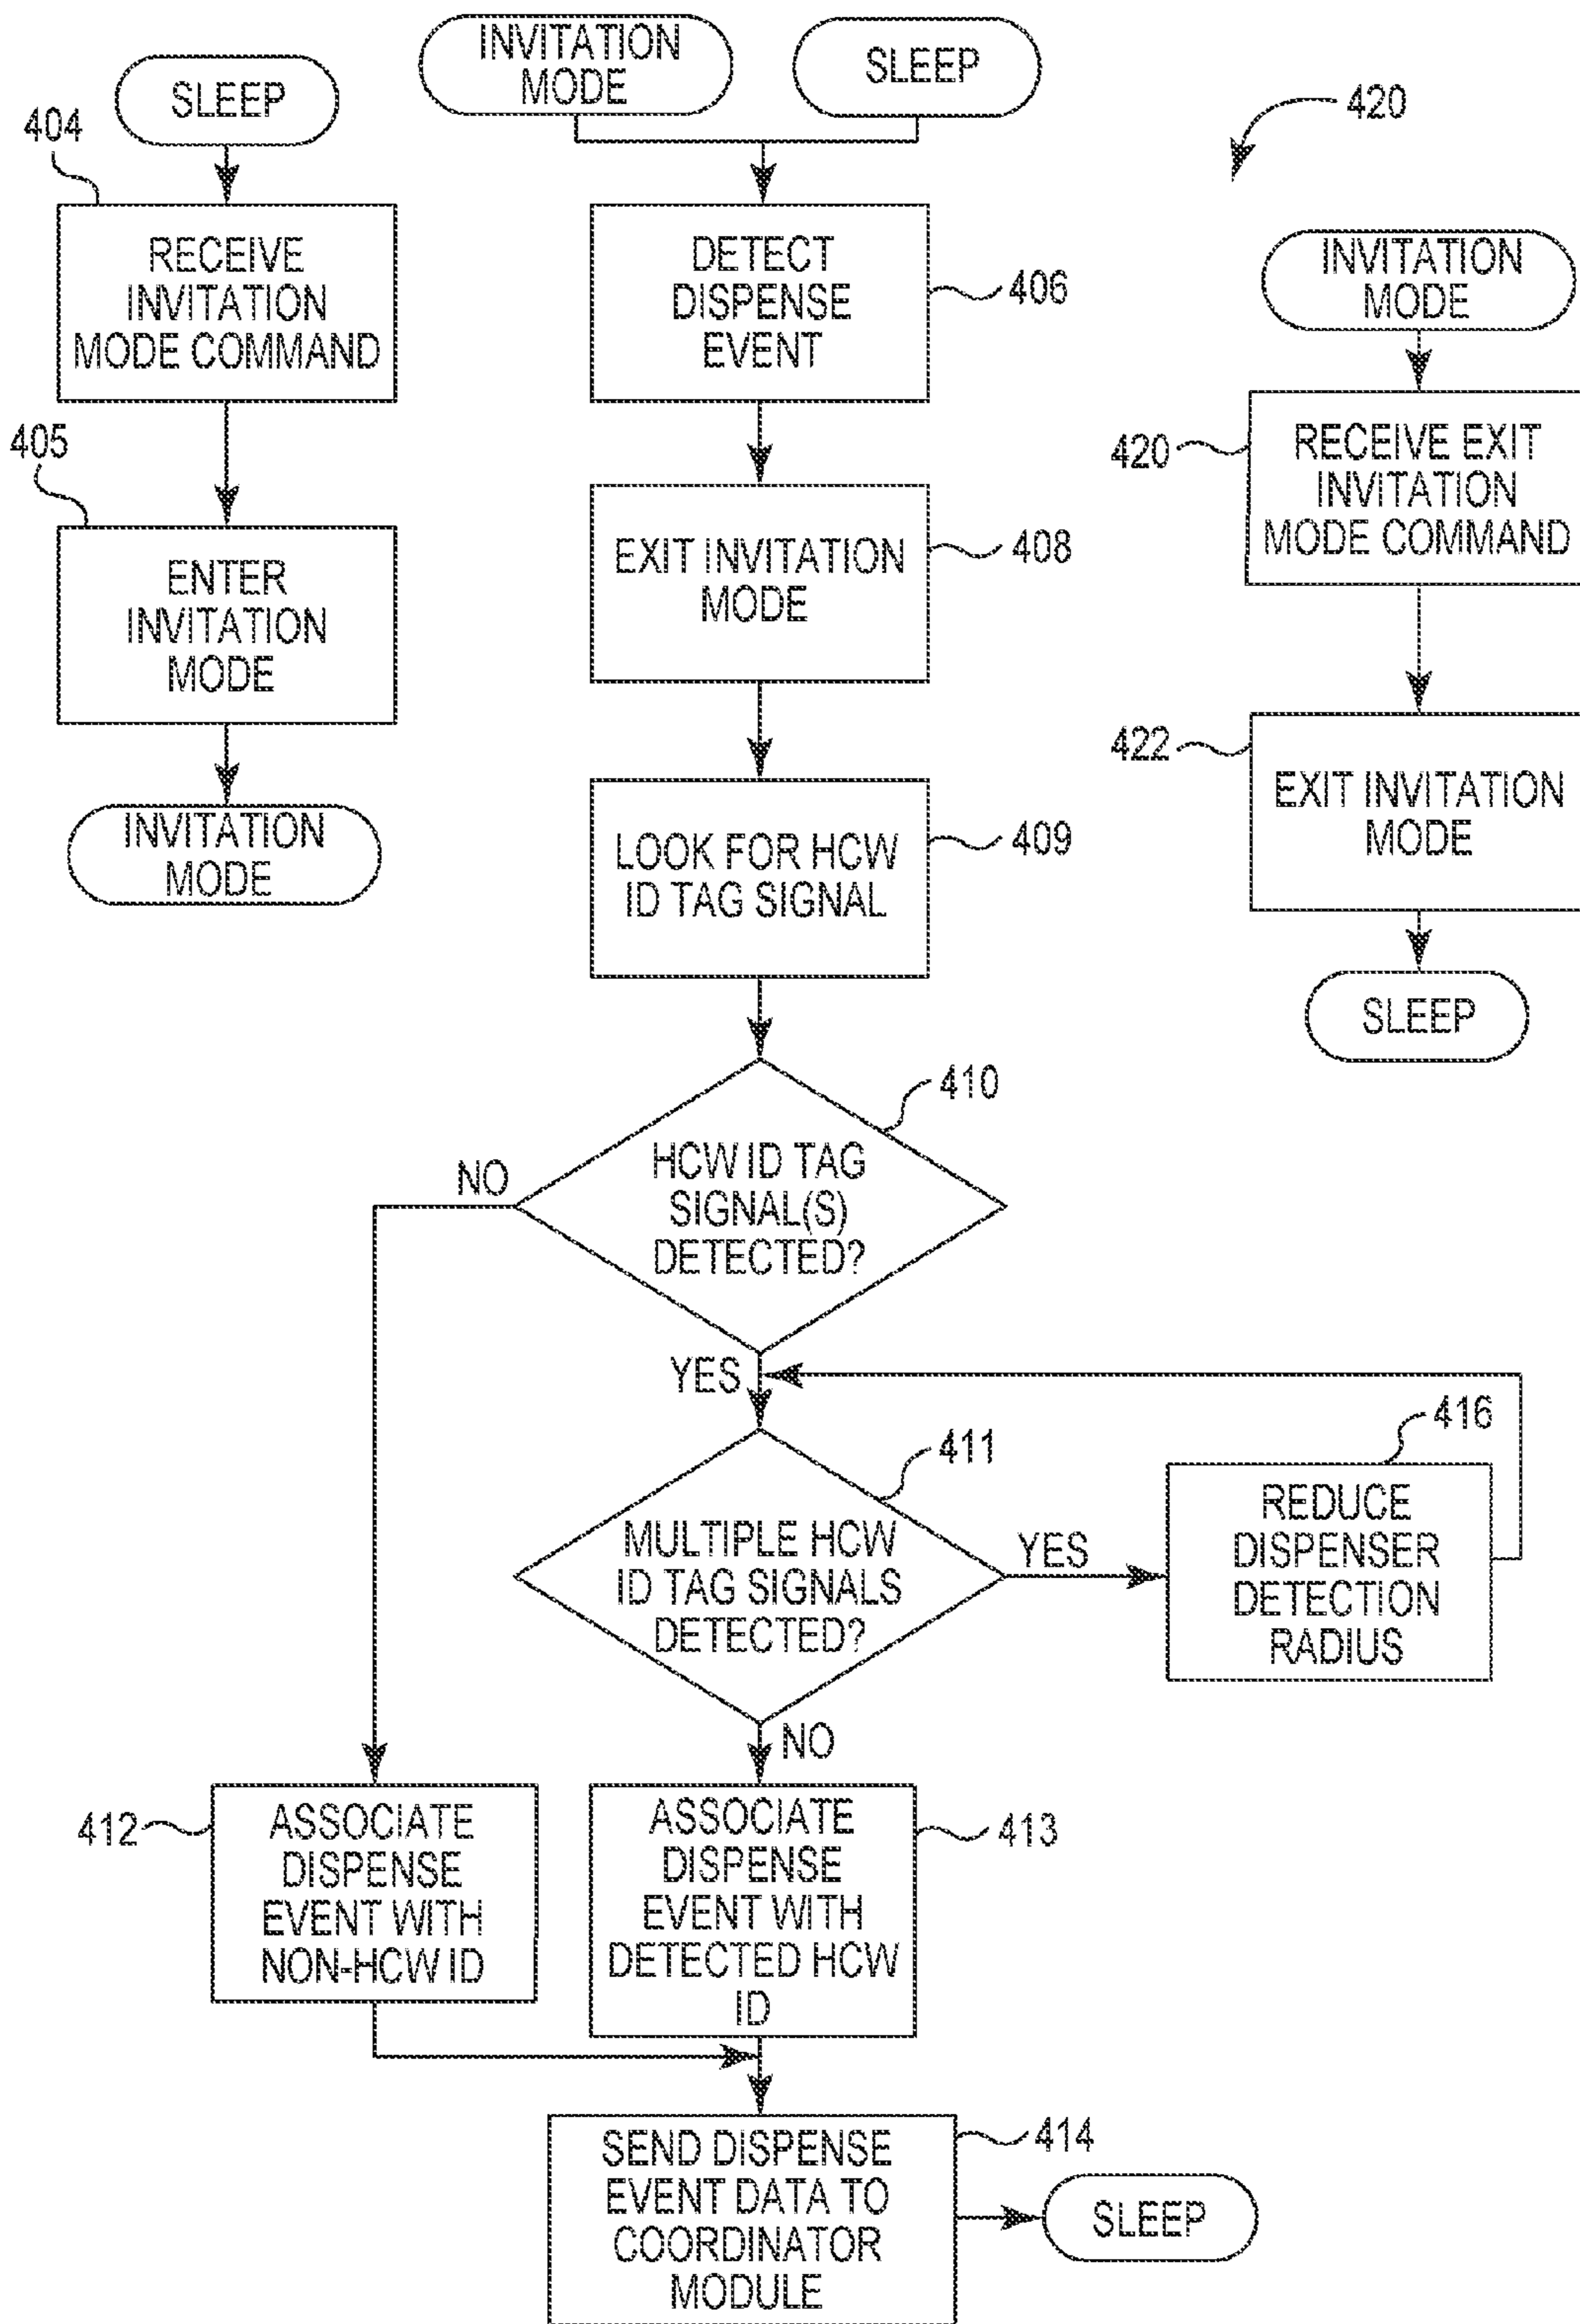 SLEEP
404
RECEIVE
INVITATION
MODE COMMAND
405
ENTER
INVITATION
MODE
INVITATION
MODE
INVITATION
MODE
SLEEP
DETECT
DISPENSE
EVENT
406
EXIT INVITATION
MODE
408
LOOK FOR HCW
ID TAG SIGNAL
409
410
HCW ID TAG
SIGNAL(S)
DETECTED?
NO
YES
411
MULTIPLE HCW
ID TAG SIGNALS
DETECTED?
YES
416
REDUCE
DISPENSER
DETECTION
RADIUS
NO
412
ASSOCIATE
DISPENSE
EVENT WITH
NON-HCW ID
ASSOCIATE
DISPENSE
EVENT WITH
DETECTED HCW
ID
413
SEND DISPENSE
EVENT DATA TO
COORDINATOR
MODULE
414
SLEEP
420
INVITATION
MODE
420
RECEIVE EXIT
INVITATION
MODE COMMAND
422
EXIT INVITATION
MODE
SLEEP